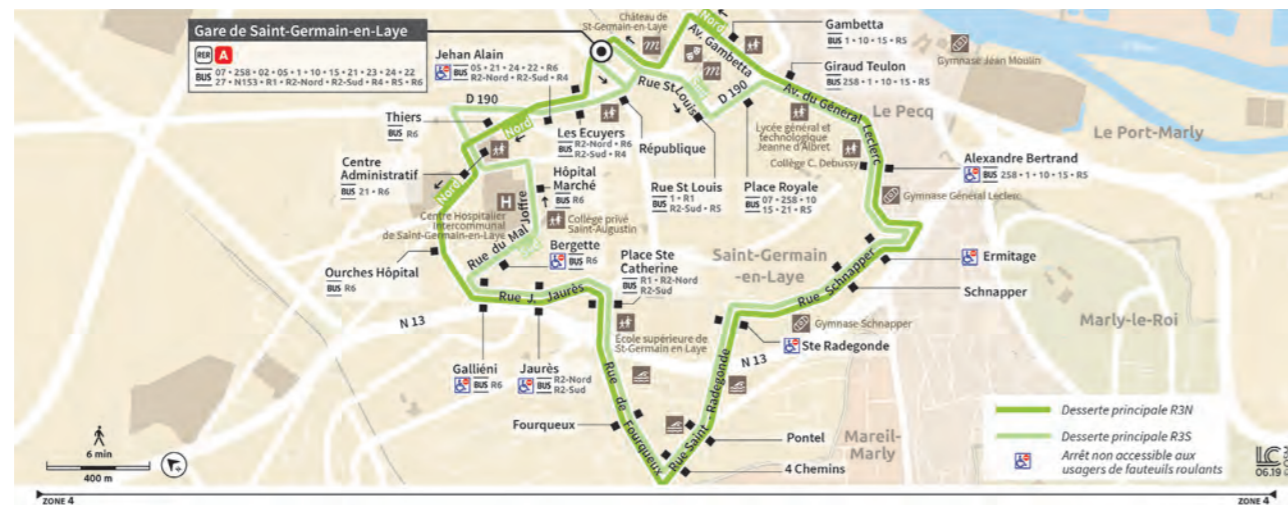 Gare de Saint-Germain-en-Laye
RER A
BUS 07 • 258 • 02 • 05 • 1 • 10 • 15 • 21 • 23 • 24 • 22
27 • N153 • R1 • R2-Nord • R2-Sud • R4 • R5 • R6
Château de
St-Germain-en-Laye
Nord
Av. Gambetta
Gambetta
BUS 1 • 10 • 15 • R5
Gymnase Jean Moulin
Jehan Alain
BUS 05 • 21 • 24 • 22 • R6
R2-Nord • R2-Sud • R4
Giraud Teulon
BUS 258 • 1 • 10 • 15 • R5
Rue St Louis
D 190
Av. du Général Leclerc
D 190
Le Pecq
Le Port-Marly
Thiers
BUS R6
Nord
Les Ecuyers
BUS R2-Nord • R6
R2-Sud • R4
République
Lycée général et
technologique
Jeanne d'Albret
Collège C. Debussy
Alexandre Bertrand
BUS 258 • 1 • 10 • 15 • R5
Centre
Administratif
BUS 21 • R6
Nord
Hôpital
Marché
BUS R6
Rue St Louis
BUS 1 • R1
R2-Sud • R5
Place Royale
BUS 07 • 258 • 10
15 • 21 • R5
Gymnase Général Leclerc
H
Centre Hospitalier
Intercommunal
de Saint-Germain-en-Laye
Rue du Mal Joffre
Collège privé
Saint-Augustin
Sud
Bergette
BUS R6
Place Ste
Catherine
BUS R1 • R2-Nord
R2-Sud
Saint-Germain
-en-Laye
Ermitage
Ourches Hôpital
BUS R6
Rue J. Jaurès
Rue Schnapper
Schnapper
N 13
École supérieure de
St-Germain en Laye
Gymnase Schnapper
Marly-le-Roi
Ste Radegonde
N 13
Galliéni
BUS R6
Jaurès
BUS R2-Nord
R2-Sud
Rue de Fourqueux
Rue Saint - Radegonde
Fourqueux
Pontel
Mareil-
Marly
4 Chemins
6 min
400 m
Desserte principale R3N
Desserte principale R3S
Arrêt non accessible aux
usagers de fauteuils roulants
LC
06.19
ZONE 4
ZONE 4